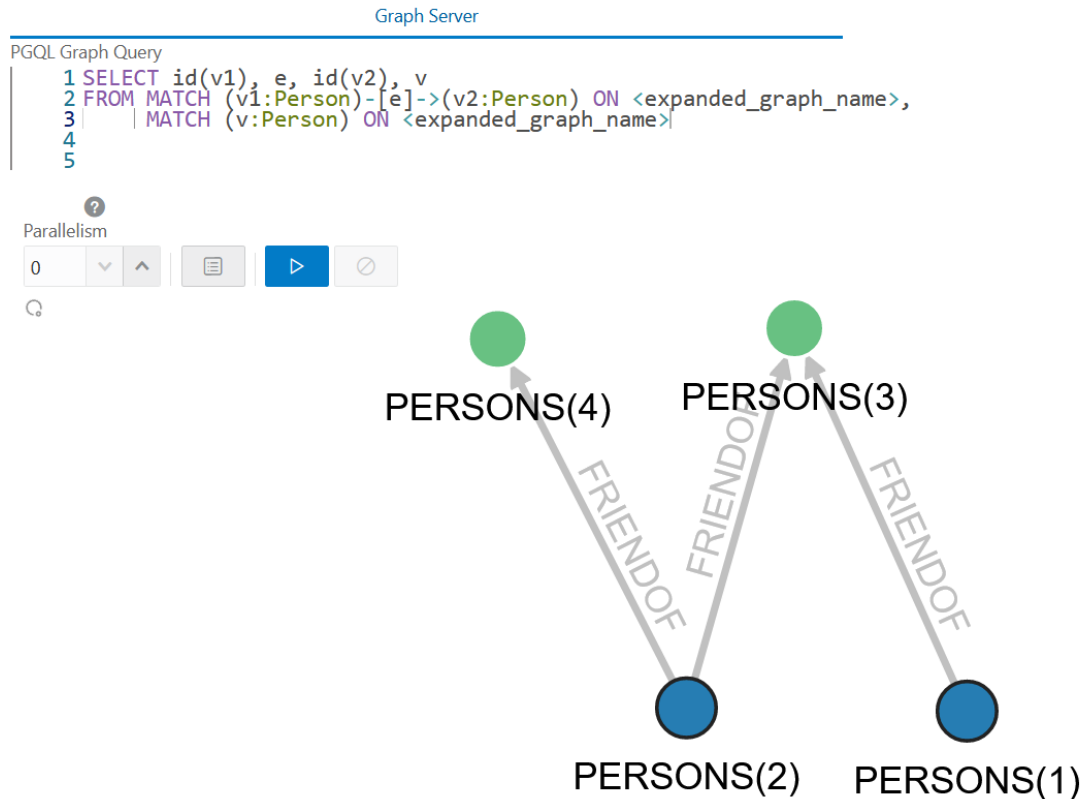 Graph Server
PGQL Graph Query
1 SELECT id(v1), e, id(v2), v
2 FROM MATCH (v1:Person)-[e]->(v2:Person) ON <expanded_graph_name>,
3 MATCH (v:Person) ON <expanded_graph_name>
4
5
?
Parallelism
0
PERSONS(4)
PERSONS(3)
FRIENDOF
FRIENDOF
FRIENDOF
PERSONS(2)
PERSONS(1)